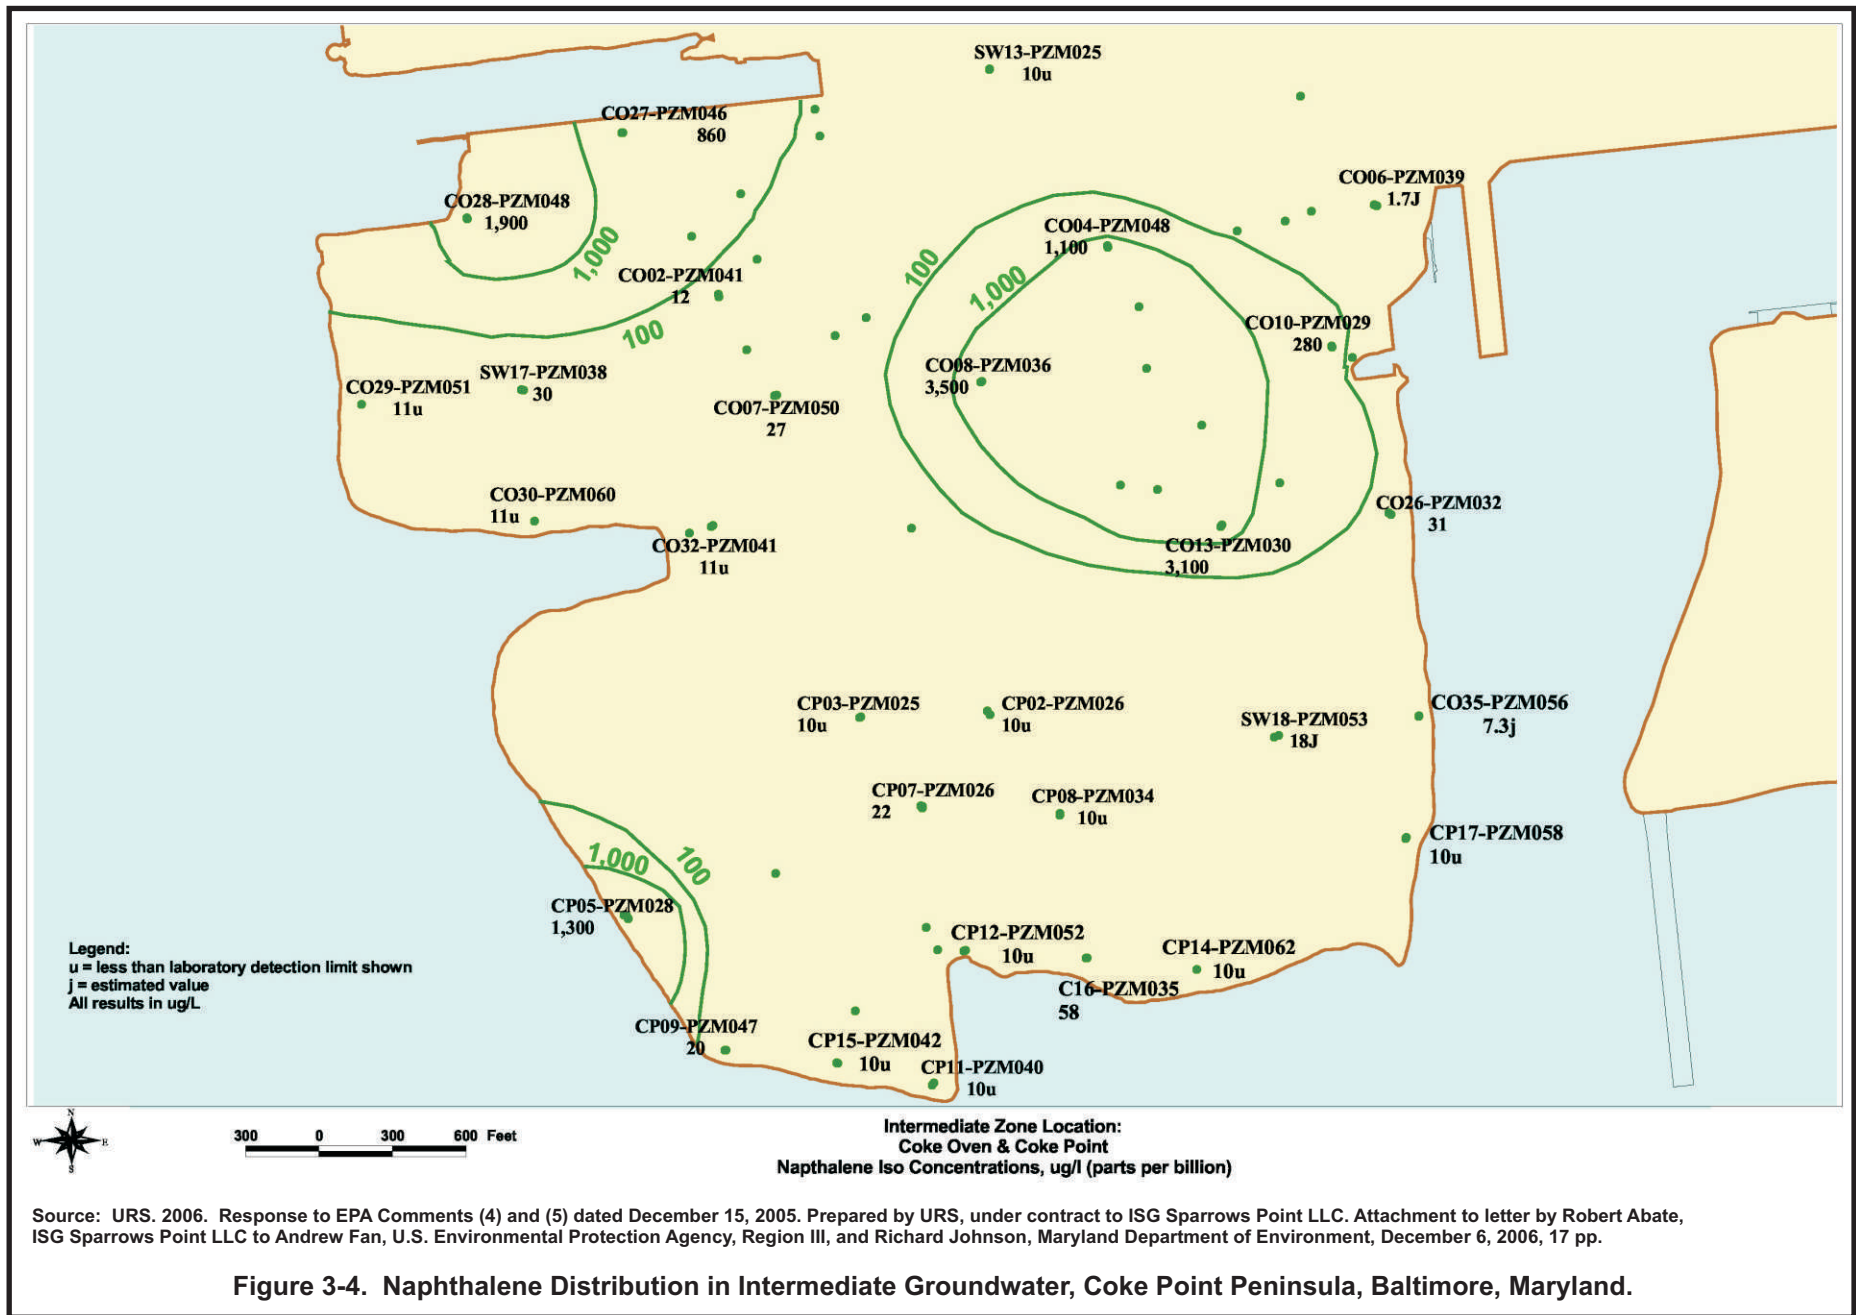 SW13-PZM025
10u
CO27-PZM046
860
CO06-PZM039
1.7J
CO28-PZM048
1,900
CO04-PZM048
1,100
1,000
100
1,000
CO02-PZM041
12
100
CO10-PZM029
280
CO08-PZM036
3,500
SW17-PZM038
30
CO29-PZM051
11u
CO07-PZM050
27
CO30-PZM060
11u
CO26-PZM032
31
CO32-PZM041
11u
CO13-PZM030
3,100
CP03-PZM025
10u
CP02-PZM026
10u
SW18-PZM053
18J
CO35-PZM056
7.3j
CP07-PZM026
22
CP08-PZM034
10u
CP17-PZM058
10u
1,000
100
CP05-PZM028
1,300
CP12-PZM052
10u
CP14-PZM062
10u
C16-PZM035
58
CP09-PZM047
20
CP15-PZM042
10u
CP11-PZM040
10u
Legend:
u = less than laboratory detection limit shown
j = estimated value
All results in ug/L
N
W E
S
300 0 300 600 Feet
Intermediate Zone Location:
Coke Oven & Coke Point
Napthalene Iso Concentrations, ug/l (parts per billion)
Source: URS. 2006. Response to EPA Comments (4) and (5) dated December 15, 2005. Prepared by URS, under contract to ISG Sparrows Point LLC. Attachment to letter by Robert Abate,
ISG Sparrows Point LLC to Andrew Fan, U.S. Environmental Protection Agency, Region III, and Richard Johnson, Maryland Department of Environment, December 6, 2006, 17 pp.
Figure 3-4. Naphthalene Distribution in Intermediate Groundwater, Coke Point Peninsula, Baltimore, Maryland.